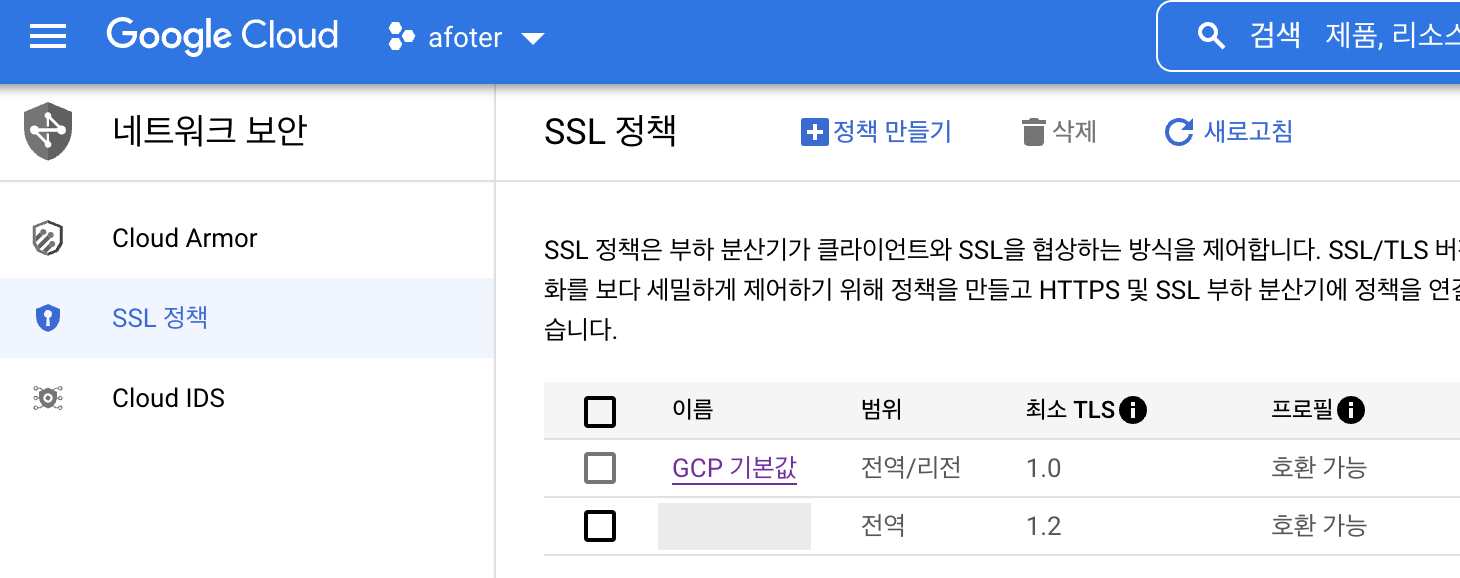 Google Cloud afoter 검색 제품, 리소스
네트워크 보안
SSL 정책 정책 만들기 삭제 새로고침
Cloud Armor
SSL 정책
Cloud IDS
SSL 정책은 부하 분산기가 클라이언트와 SSL을 협상하는 방식을 제어합니다. SSL/TLS 버
화를 보다 세밀하게 제어하기 위해 정책을 만들고 HTTPS 및 SSL 부하 분산기에 정책을
습니다.
이름 범위 최소 TLS 프로필
GCP 기본값 전역/리전 1.0 호환 가능
전역 1.2 호환 가능